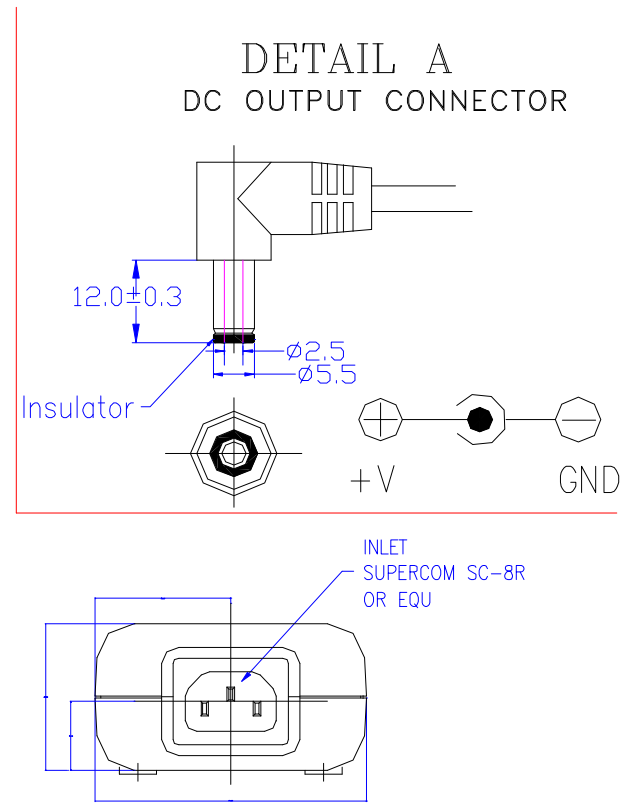 DETAIL A
DC OUTPUT CONNECTOR
12.0±0.3
ø2.5
ø5.5
Insulator
+V
GND
INLET
SUPERCOM SC-8R
OR EQU